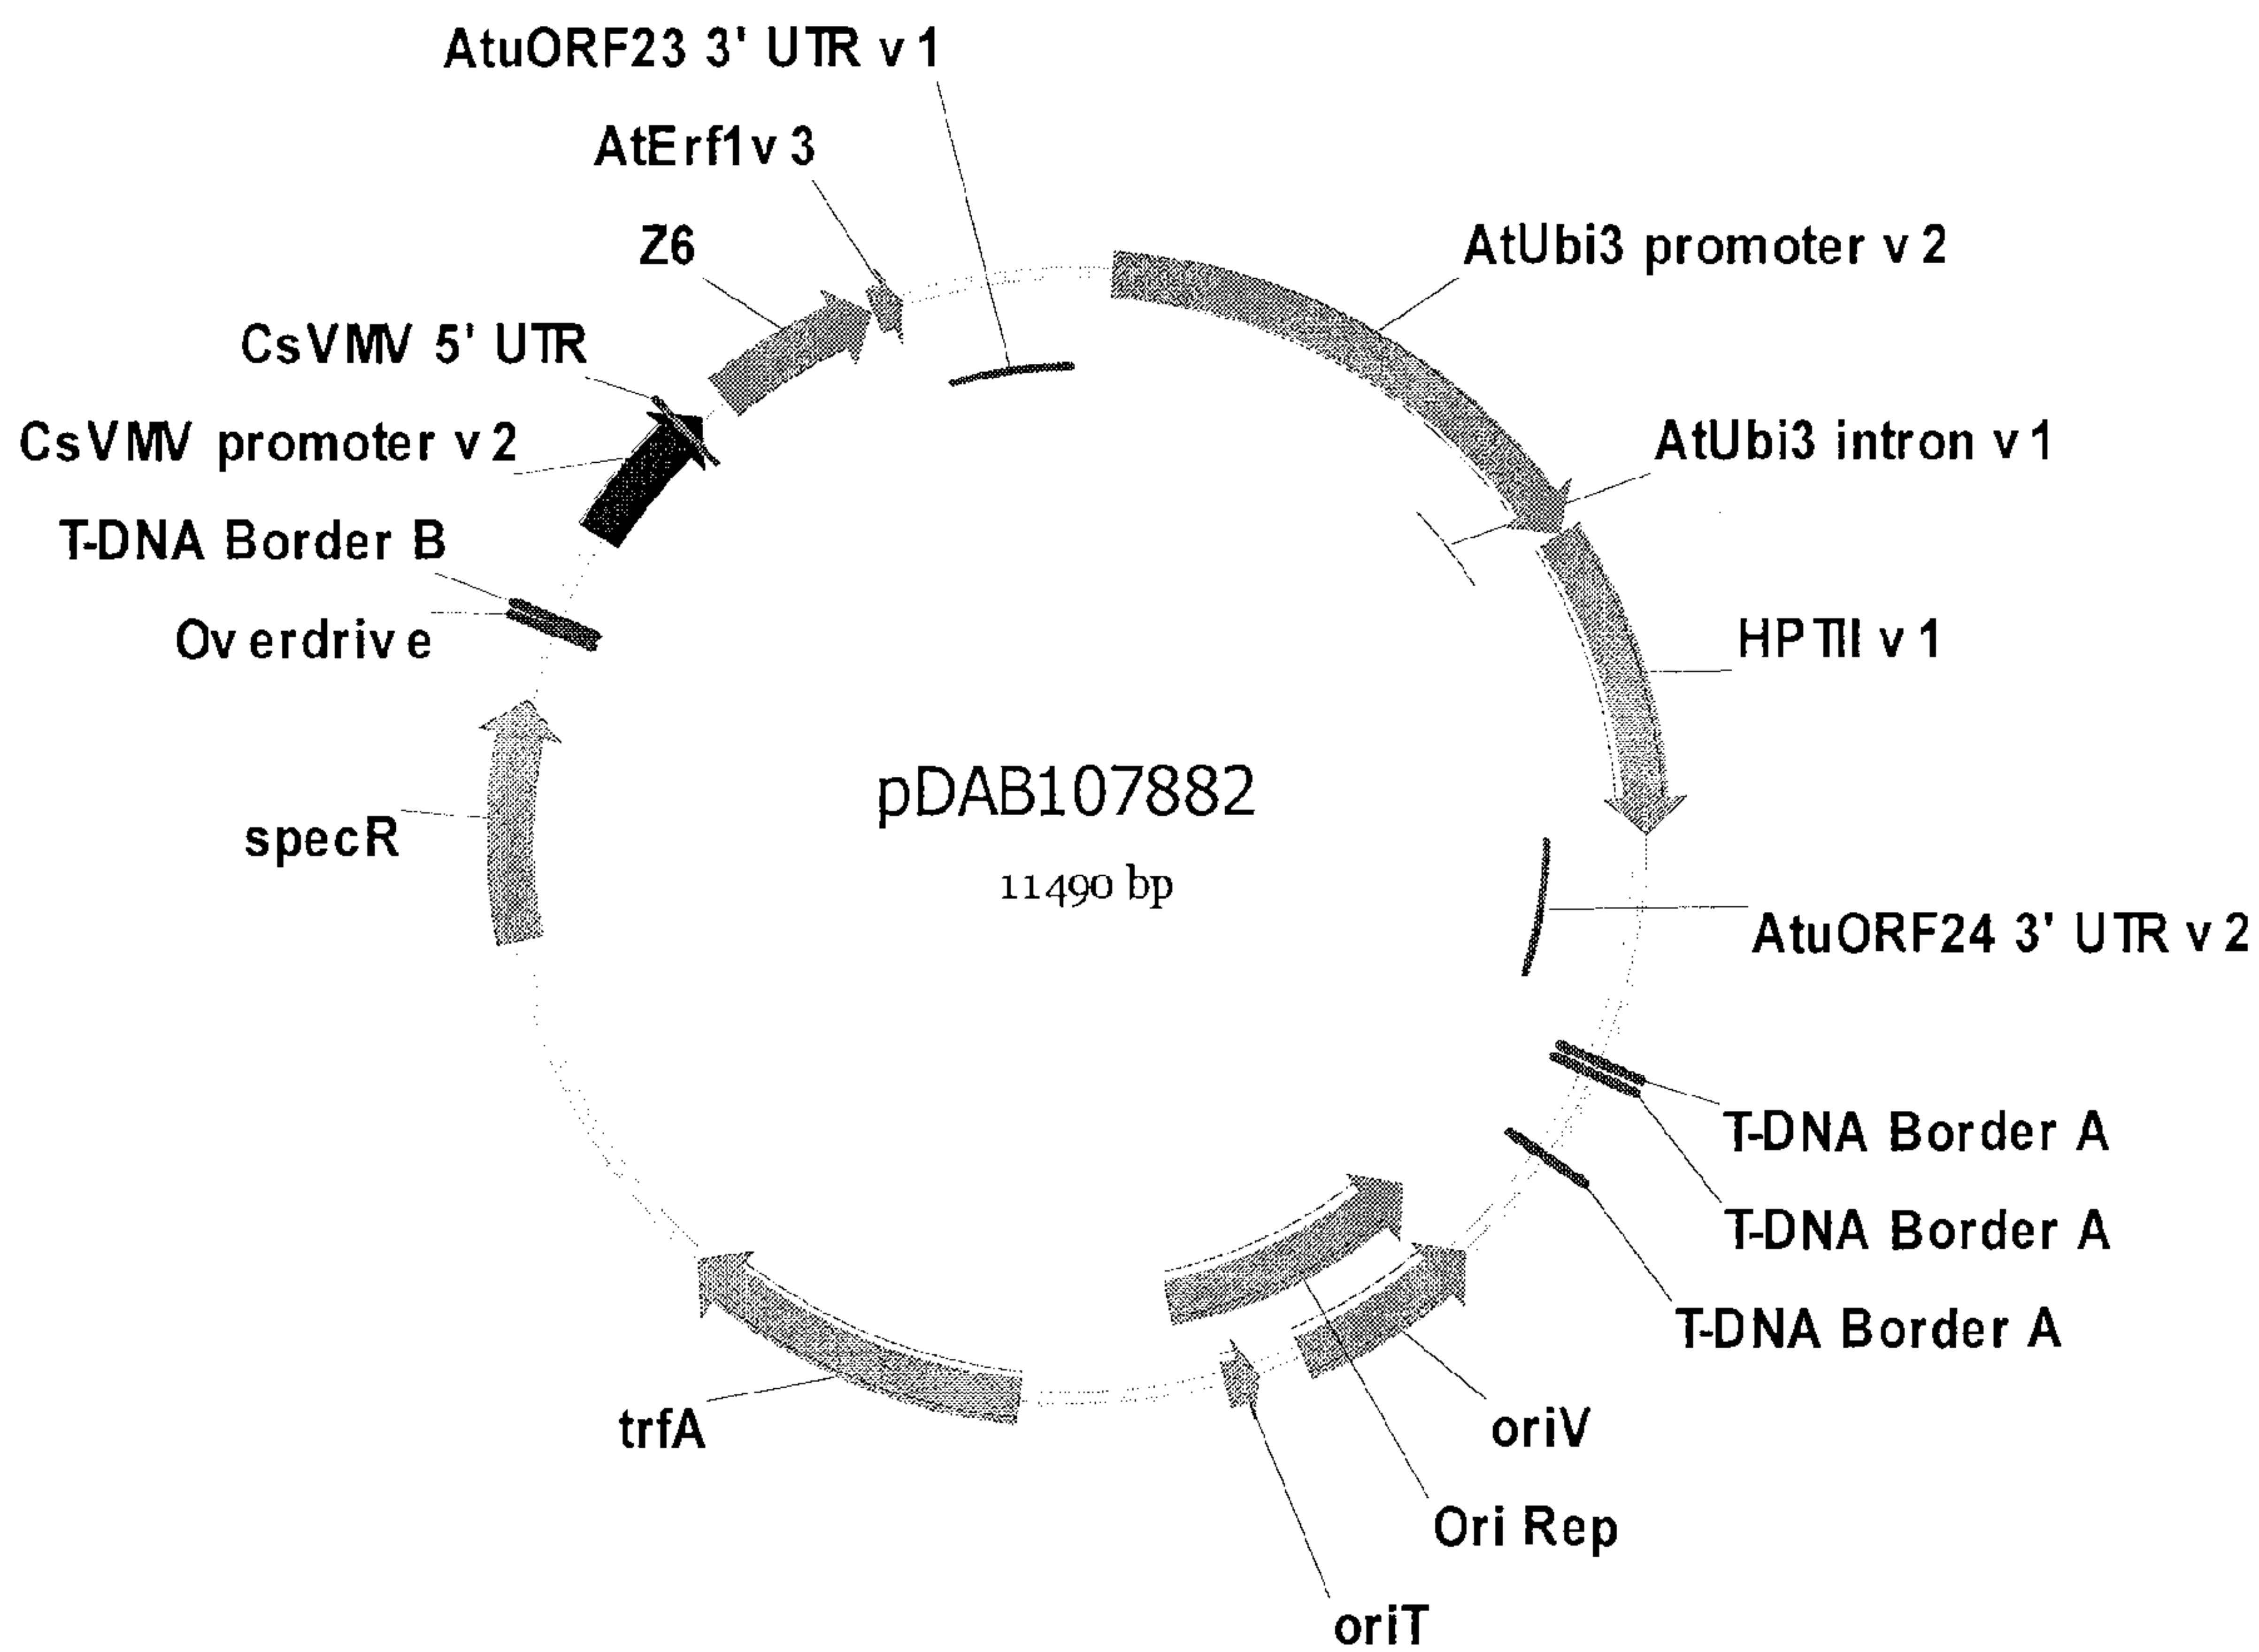 AtuORF23 3' UTR v1
AtErf1v3
Z6
AtUbi3 promoter v2
CsVMV 5' UTR
CsVMV promoter v2
AtUbi3 intron v1
T-DNA Border B
Overdrive
HPTII v1
pDAB107882
specR
11490 bp
AtuORF24 3' UTR v2
T-DNA Border A
T-DNA Border A
T-DNA Border A
trfA
oriV
Ori Rep
oriT